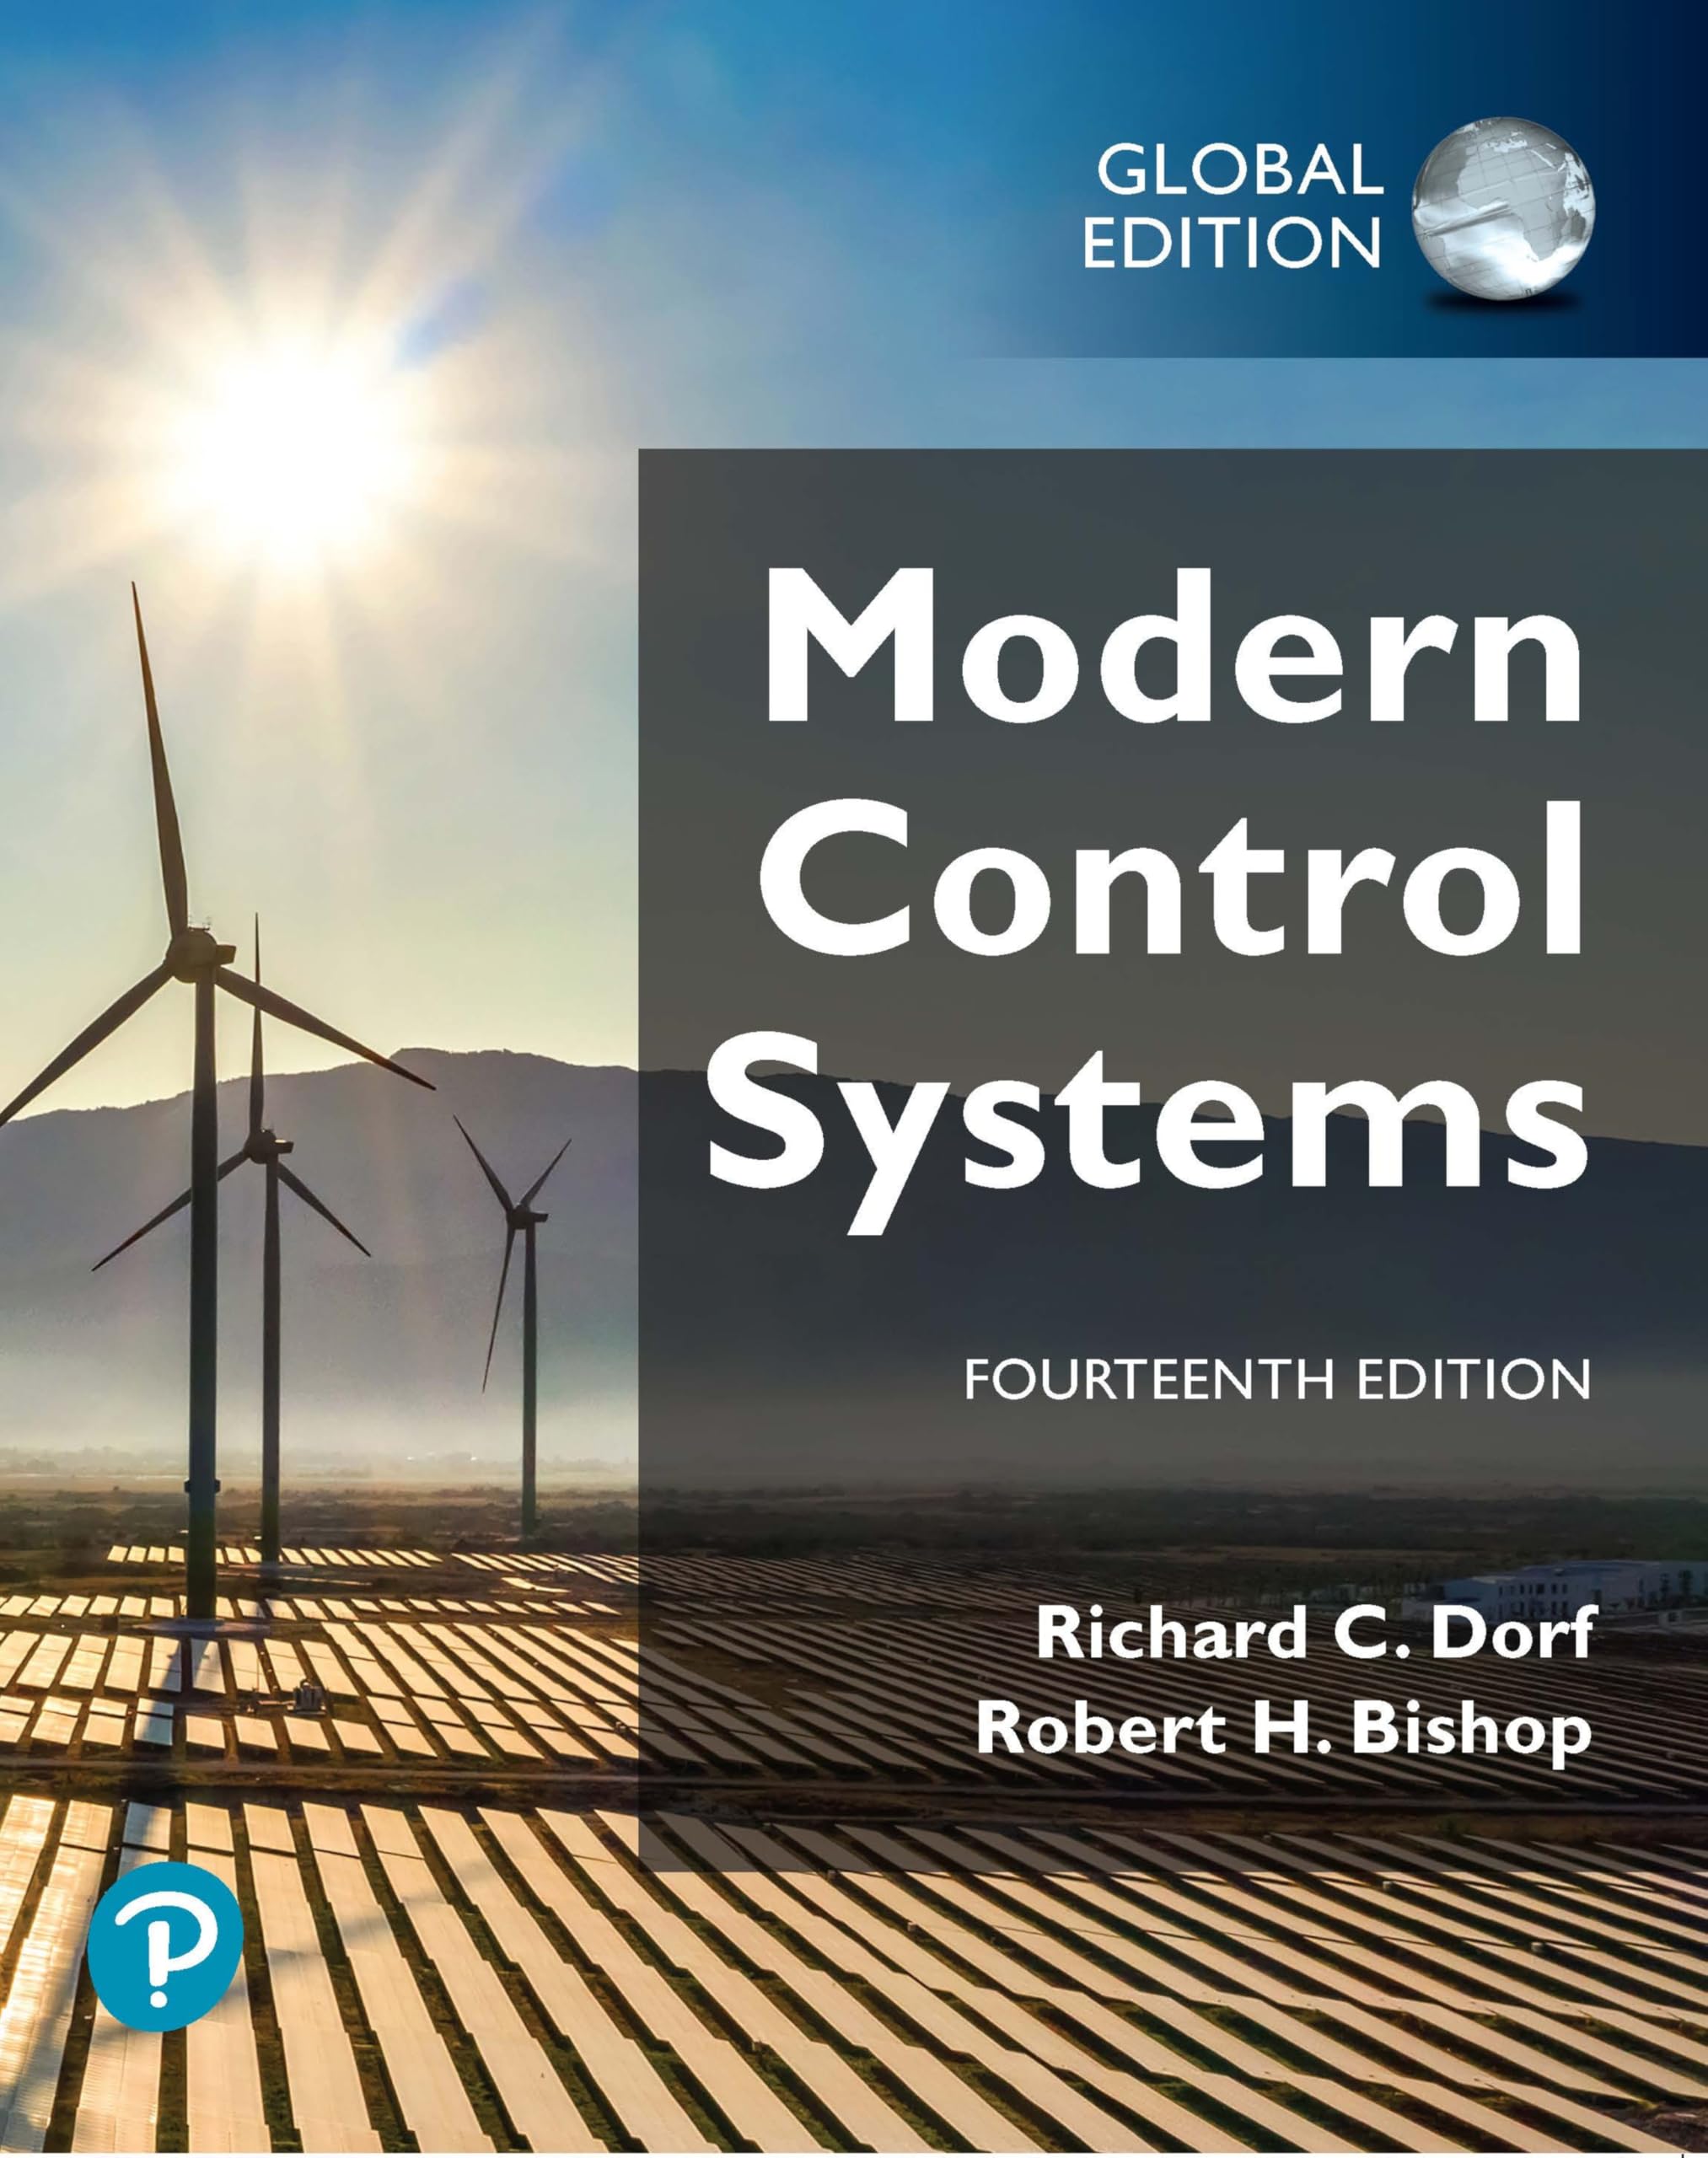 GLOBAL
EDITION
Modern
Control
Systems
FOURTEENTH EDITION
Richard C. Dorf
Robert H. Bishop
P